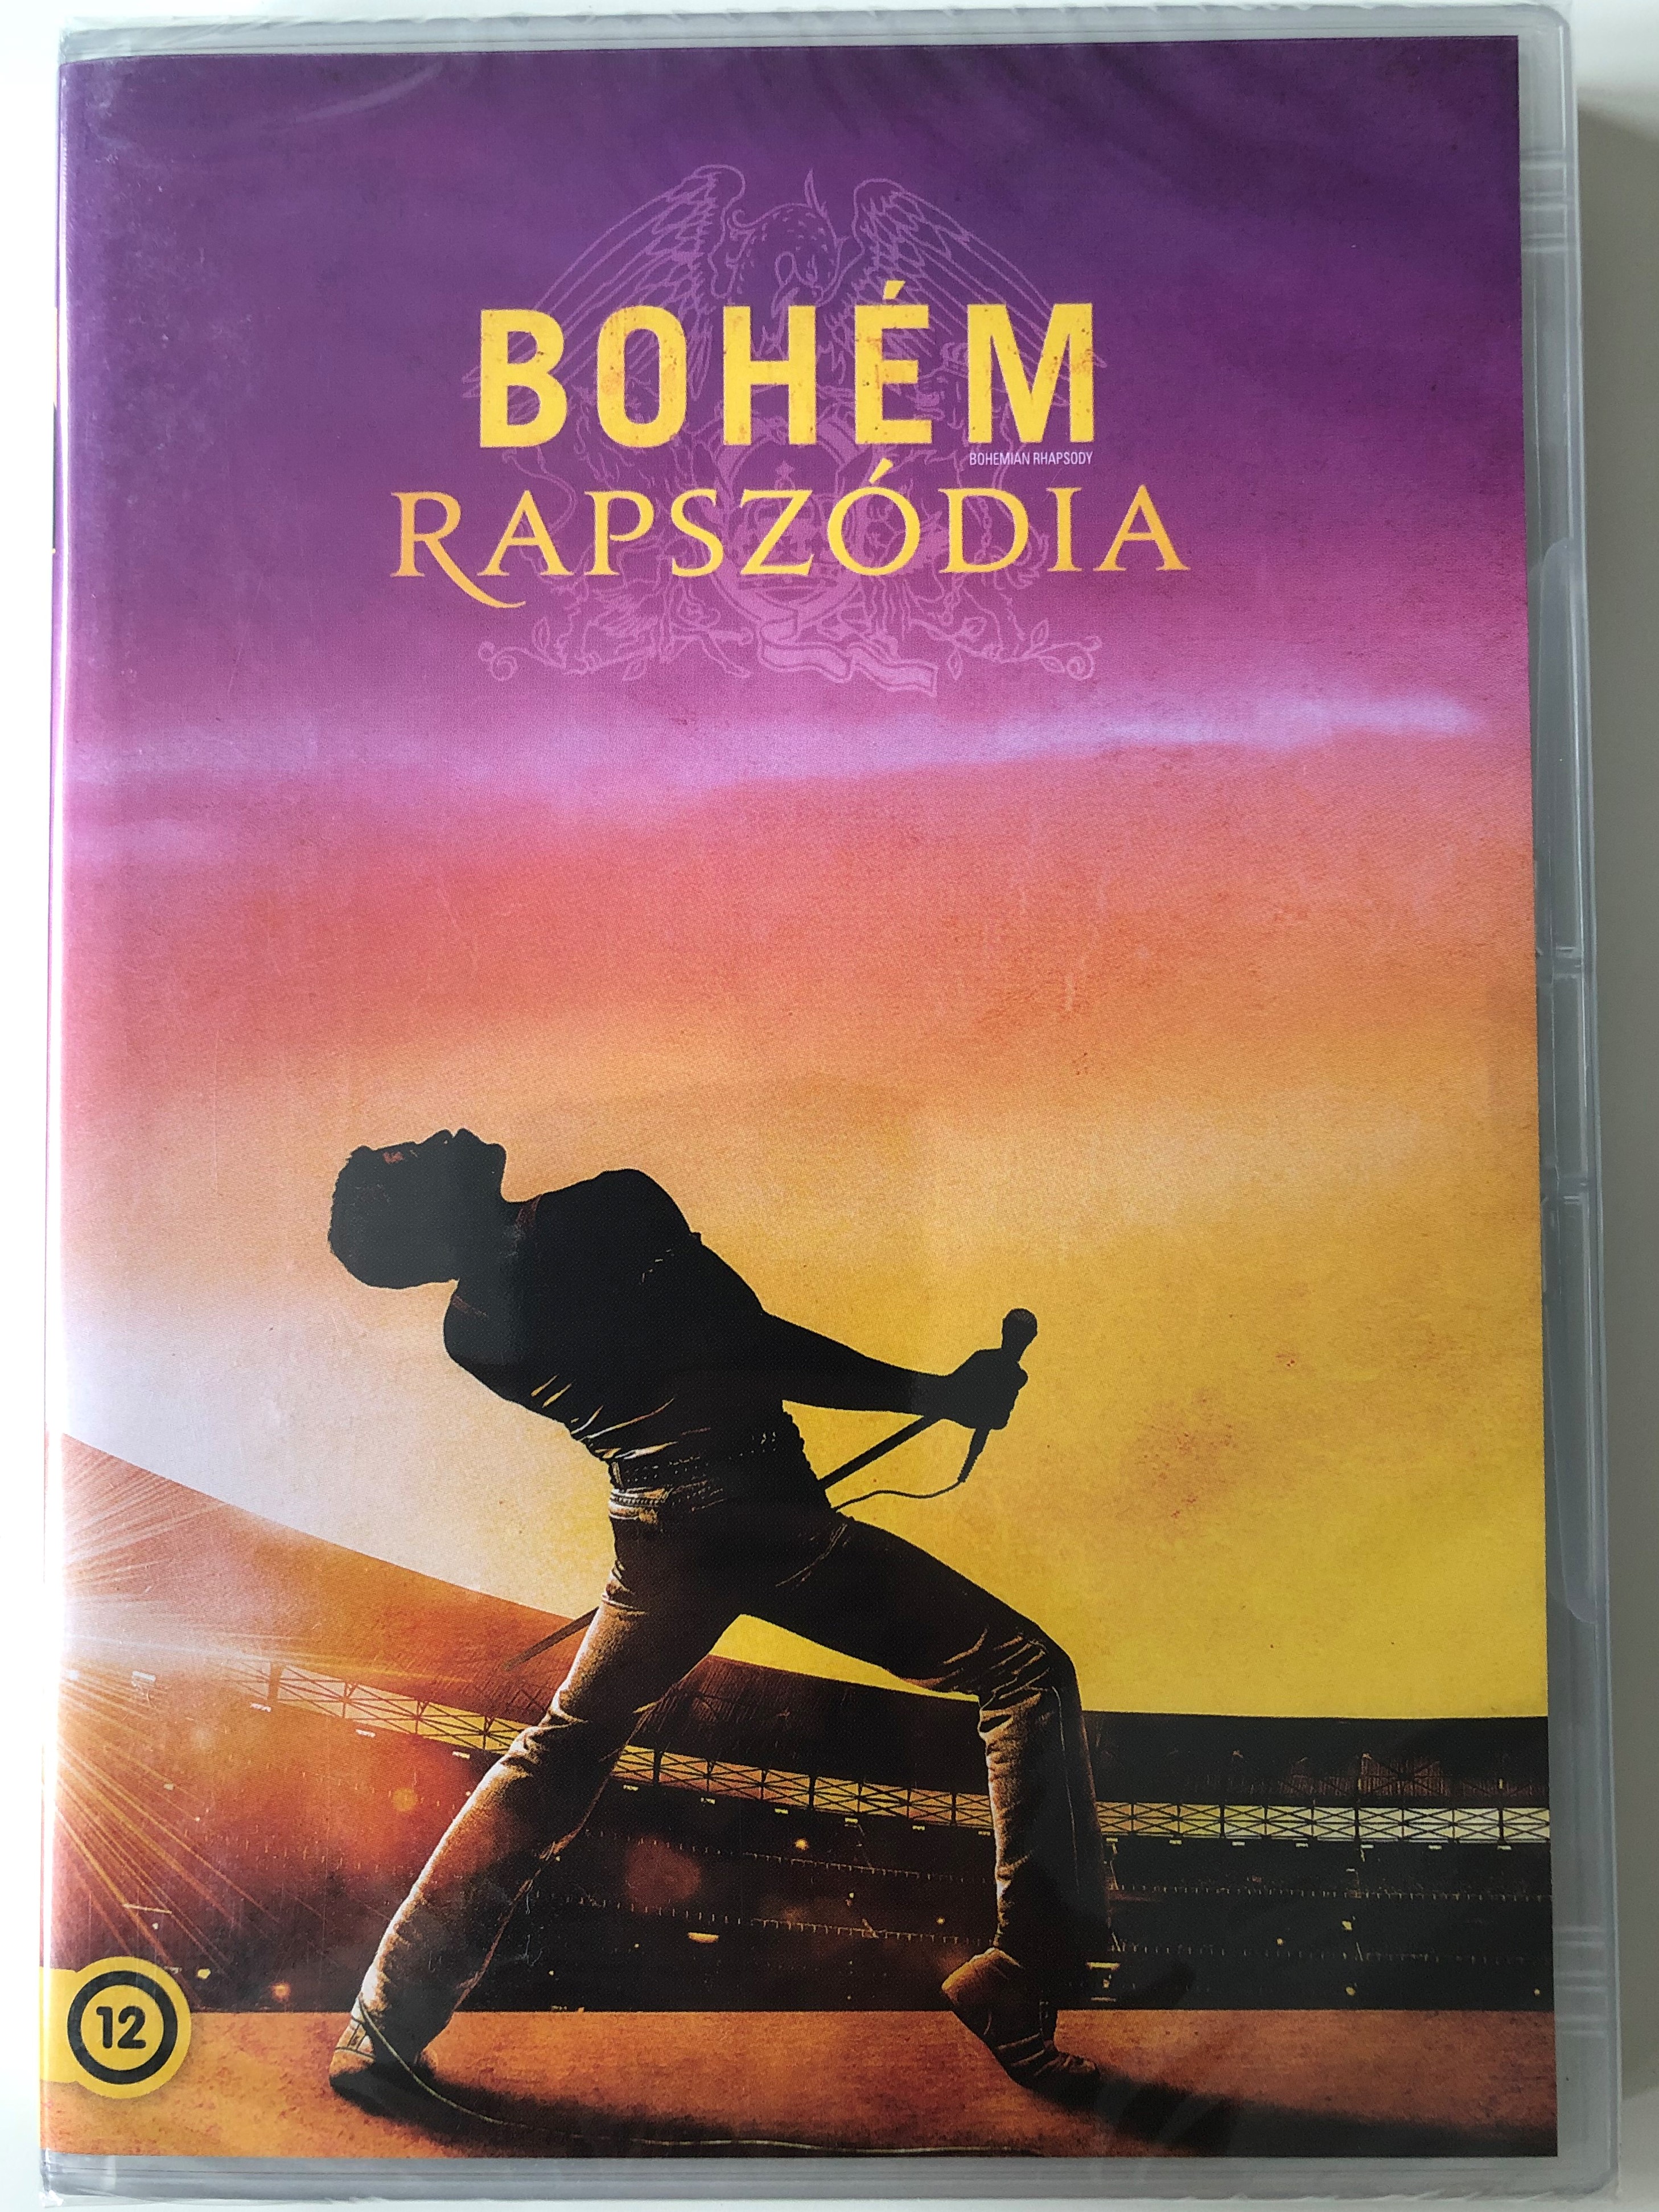 BOHÉM
BOHEMIAN RHAPSODY
RAPSZÓDIA
12